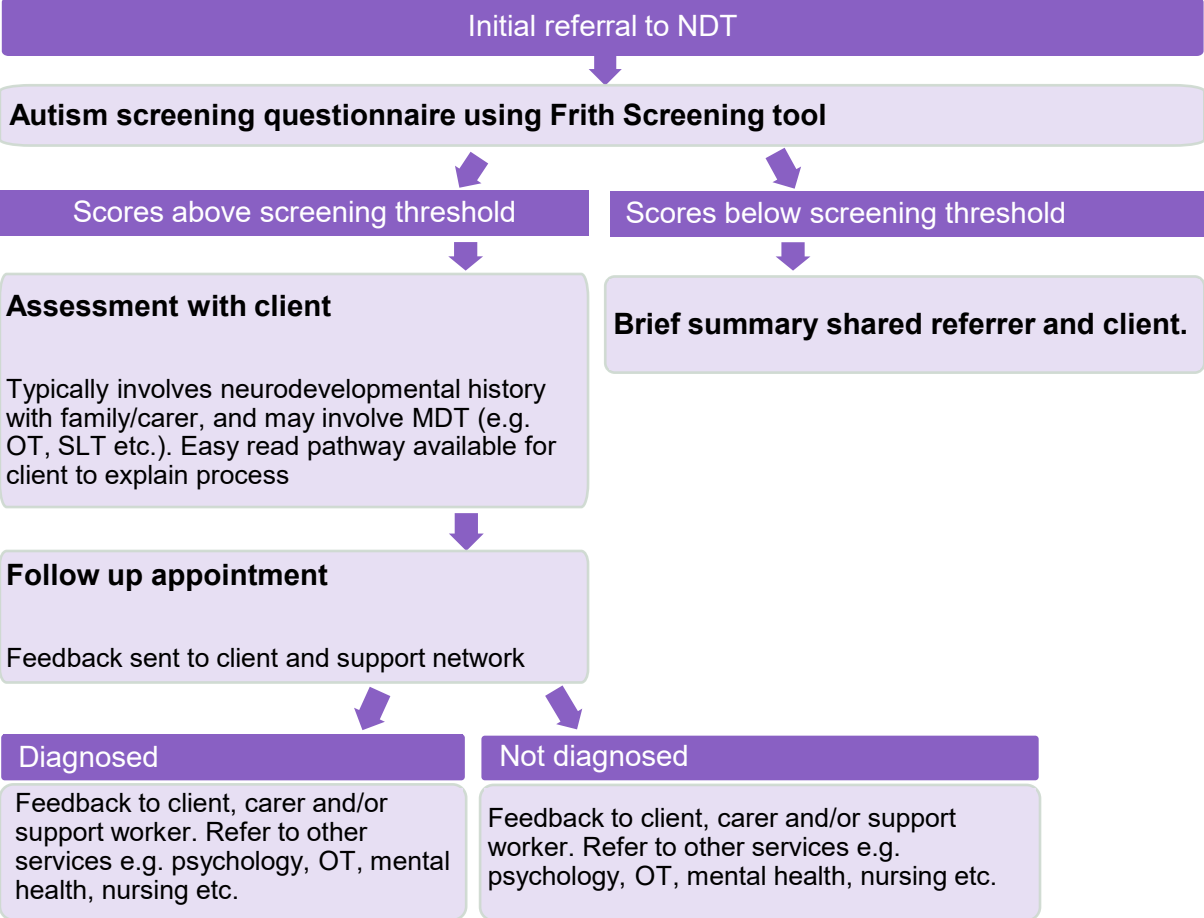 Initial referral to NDT
Autism screening questionnaire using Frith Screening tool
Scores above screening threshold
Scores below screening threshold
Assessment with client
Typically involves neurodevelopmental history
with family/carer, and may involve MDT (e.g.
OT, SLT etc.). Easy read pathway available for
client to explain process
Brief summary shared referrer and client.
Follow up appointment
Feedback sent to client and support network
Diagnosed
Feedback to client, carer and/or
support worker. Refer to other
services e.g. psychology, OT, mental
health, nursing etc.
Not diagnosed
Feedback to client, carer and/or support
worker. Refer to other services e.g.
psychology, OT, mental health, nursing etc.